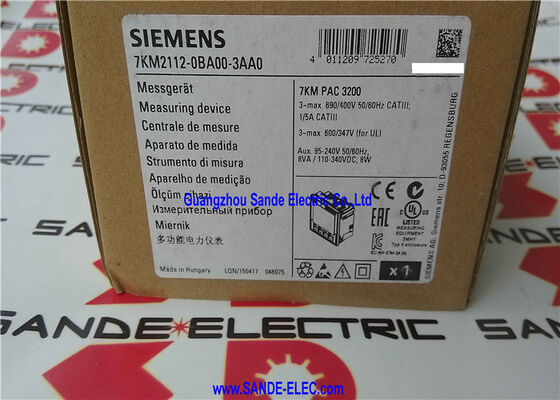 SIEMENS
7KM2112-0BA00-3AA0
4 011209 725270
Messgerät
Measuring device
Centrale de mesure
Aparato de medida
Strumento di misura
Aparelho de medição
Ölçüm cihazı
Измерительный прибор
Miernik
多功能电力仪表
7KM PAC 3200
3~max. 690/400V 50/60Hz CATIII;
1/5A CATIII
3~max. 600/347V (for UL)
Aux. 95-240V 50/60Hz,
8VA / 110-340VDC; 8W
Guangzhou Sande Electric Co.,Ltd
EAC
UL
LISTED
MEASURING
EQUIPMENT
Made in Hungary
LQN/150417 046075
x 1
SIEMENS AG, Siemens str. 10, D-93055 REGENSBURG
SANDE ELECTRIC
WWW.SANDE-ELEC.COM/